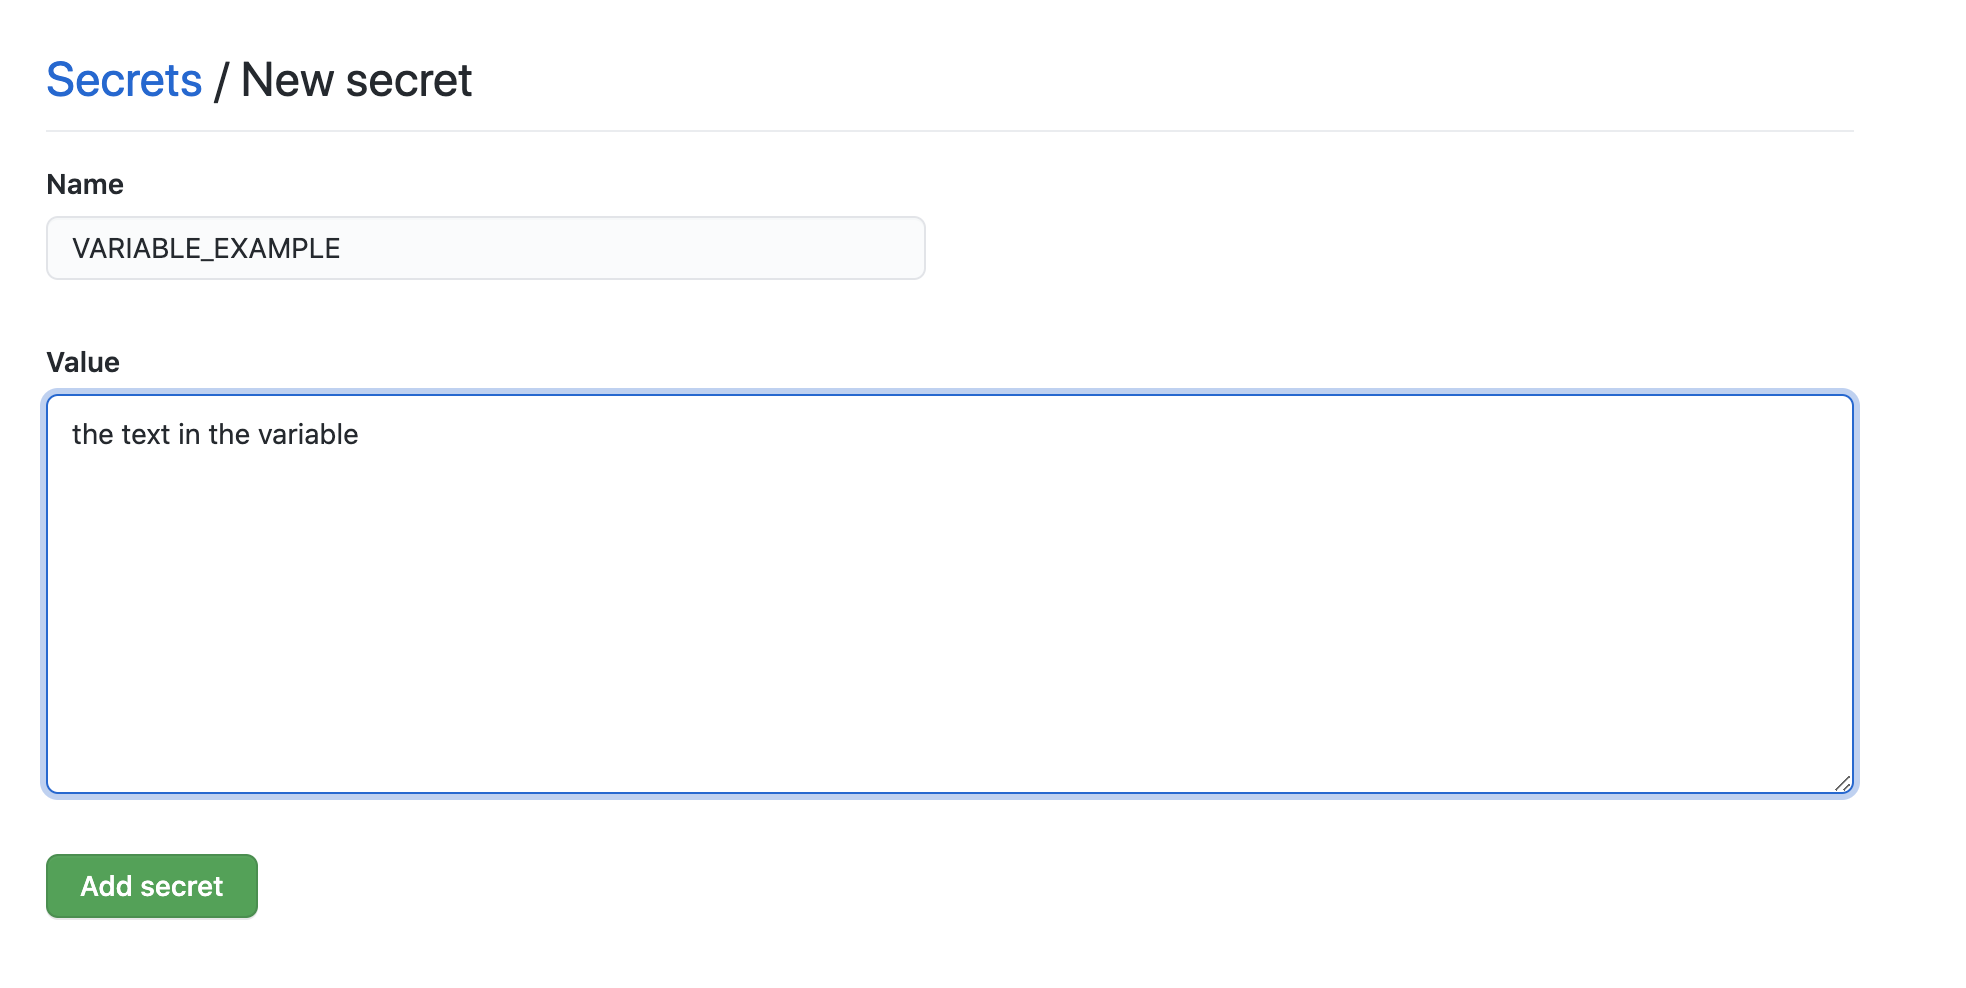 Secrets / New secret
Name
VARIABLE_EXAMPLE
Value
the text in the variable
Add secret